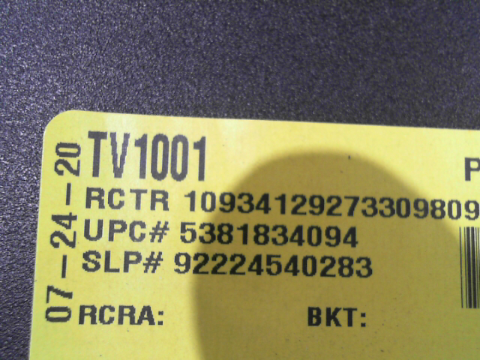 07-24-20
TV1001
P
RCTR 10934129273309809
UPC# 5381834094
SLP# 92224540283
RCRA: BKT: